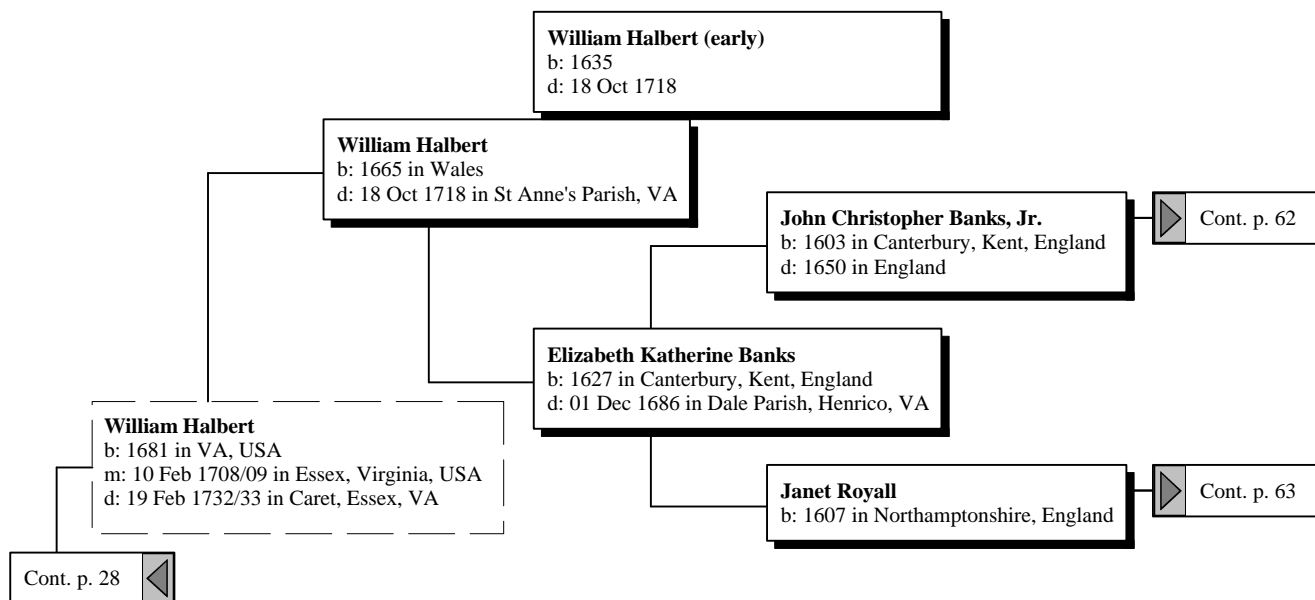 William Halbert (early)
b: 1635
d: 18 Oct 1718
William Halbert
b: 1665 in Wales
d: 18 Oct 1718 in St Anne's Parish, VA
John Christopher Banks, Jr.
b: 1603 in Canterbury, Kent, England
d: 1650 in England
Cont. p. 62
Elizabeth Katherine Banks
b: 1627 in Canterbury, Kent, England
d: 01 Dec 1686 in Dale Parish, Henrico, VA
William Halbert
b: 1681 in VA, USA
m: 10 Feb 1708/09 in Essex, Virginia, USA
d: 19 Feb 1732/33 in Caret, Essex, VA
Janet Royall
b: 1607 in Northamptonshire, England
Cont. p. 63
Cont. p. 28